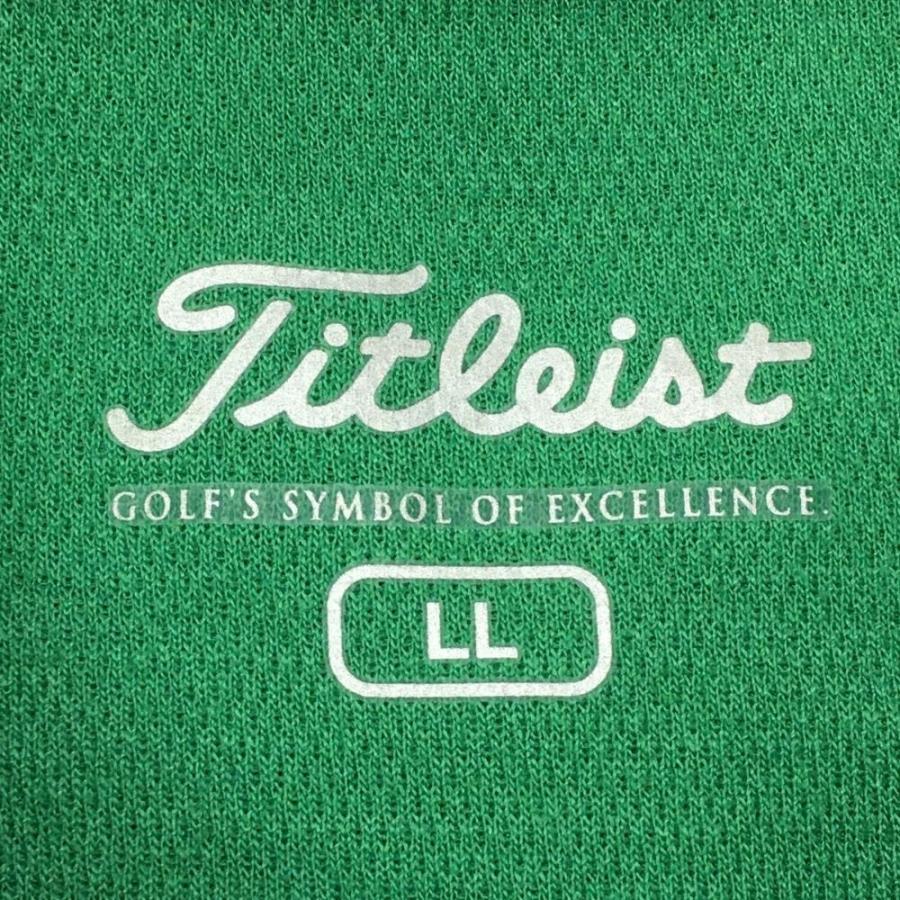 Titleist
GOLF'S SYMBOL OF EXCELLENCE.
LL